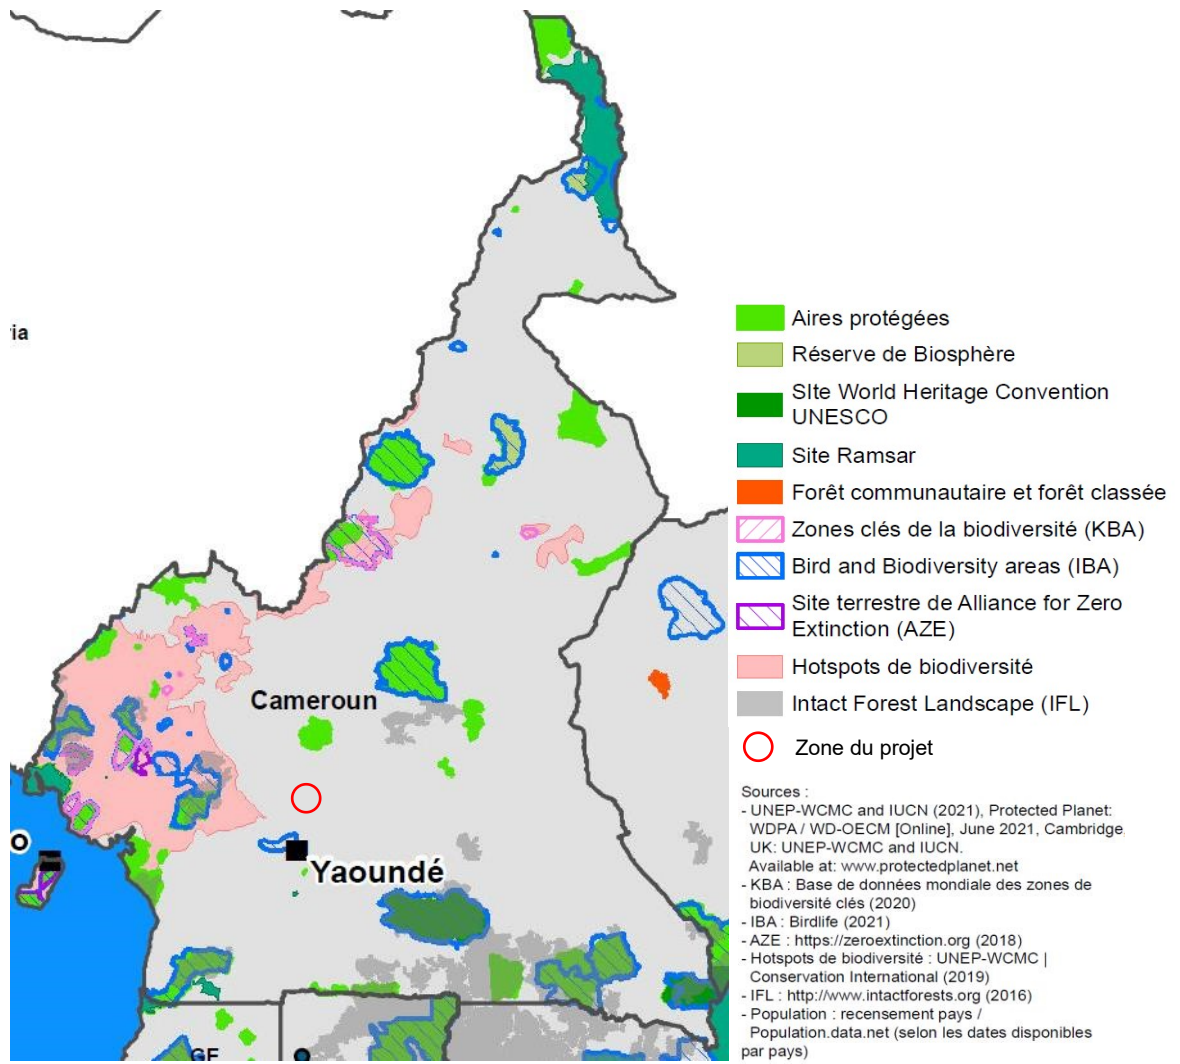 ria
Cameroun
o
Yaoundé
GE
Aires protégées
Réserve de Biosphère
SIte World Heritage Convention
UNESCO
Site Ramsar
Forêt communautaire et forêt classée
Zones clés de la biodiversité (KBA)
Bird and Biodiversity areas (IBA)
Site terrestre de Alliance for Zero
Extinction (AZE)
Hotspots de biodiversité
Intact Forest Landscape (IFL)
Zone du projet
Sources :
- UNEP-WCMC and IUCN (2021), Protected Planet:
WDPA / WD-OECM [Online], June 2021, Cambridge
UK: UNEP-WCMC and IUCN.
Available at: www.protectedplanet.net
- KBA : Base de données mondiale des zones de
biodiversité clés (2020)
- IBA : Birdlife (2021)
- AZE : https://zeroextinction.org (2018)
- Hotspots de biodiversité : UNEP-WCMC |
Conservation International (2019)
- IFL : http://www.intactforests.org (2016)
- Population : recensement pays /
Population.data.net (selon les dates disponibles
par pays)